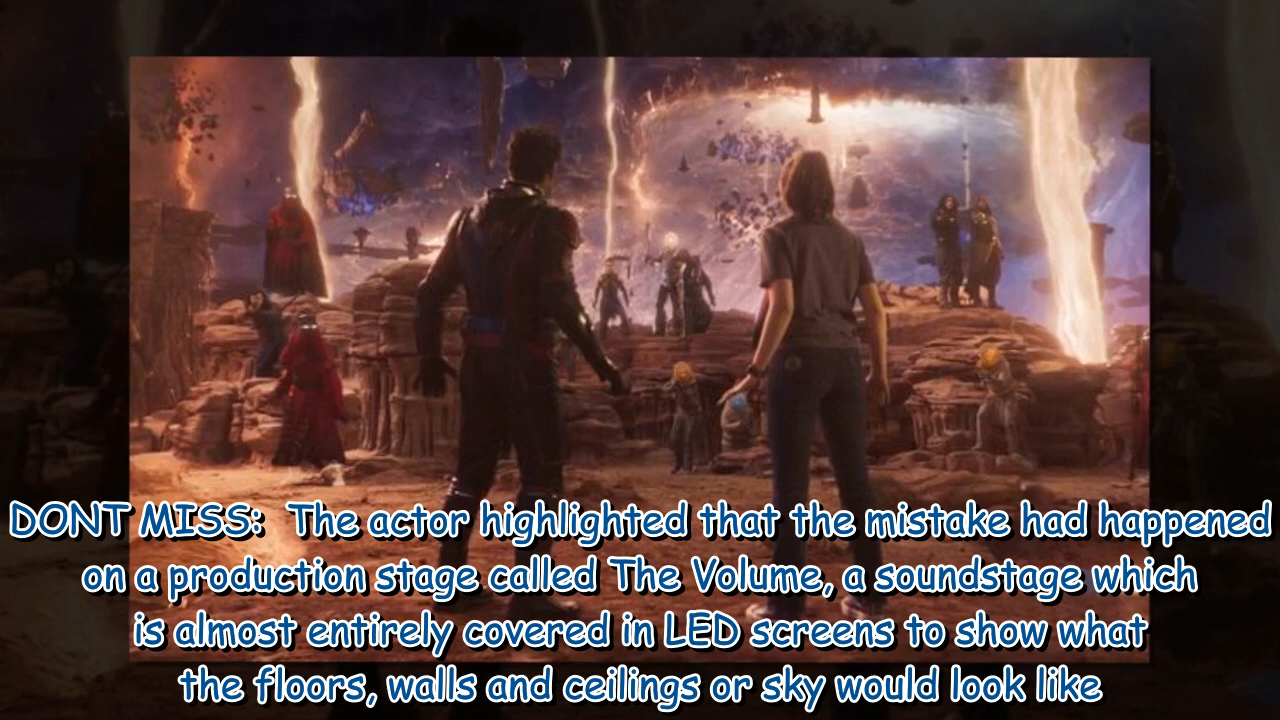 DONT MISS:  The actor highlighted that the mistake had happened
on a production stage called The Volume, a soundstage which
is almost entirely covered in LED screens to show what
the floors, walls and ceilings or sky would look like